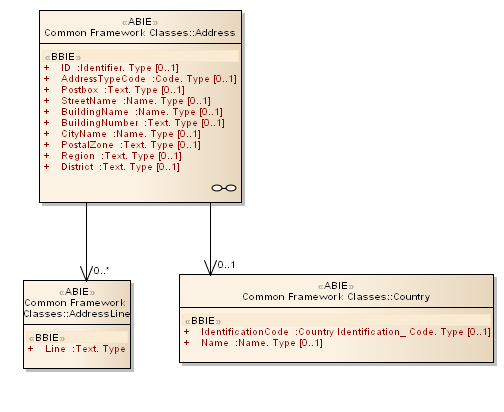 «ABIE»
Common Framework Classes::Address
«BBIE»
+ ID :Identifier. Type [0..1]
+ AddressTypeCode :Code. Type [0..1]
+ Postbox :Text. Type [0..1]
+ StreetName :Name. Type [0..1]
+ BuildingName :Name. Type [0..1]
+ BuildingNumber :Text. Type [0..1]
+ CityName :Name. Type [0..1]
+ PostalZone :Text. Type [0..1]
+ Region :Text. Type [0..1]
+ District :Text. Type [0..1]
0..*
0..1
«ABIE»
Common Framework
Classes::AddressLine
«BBIE»
+ Line :Text. Type
«ABIE»
Common Framework Classes::Country
«BBIE»
+ IdentificationCode :Country Identification_ Code. Type [0..1]
+ Name :Name. Type [0..1]